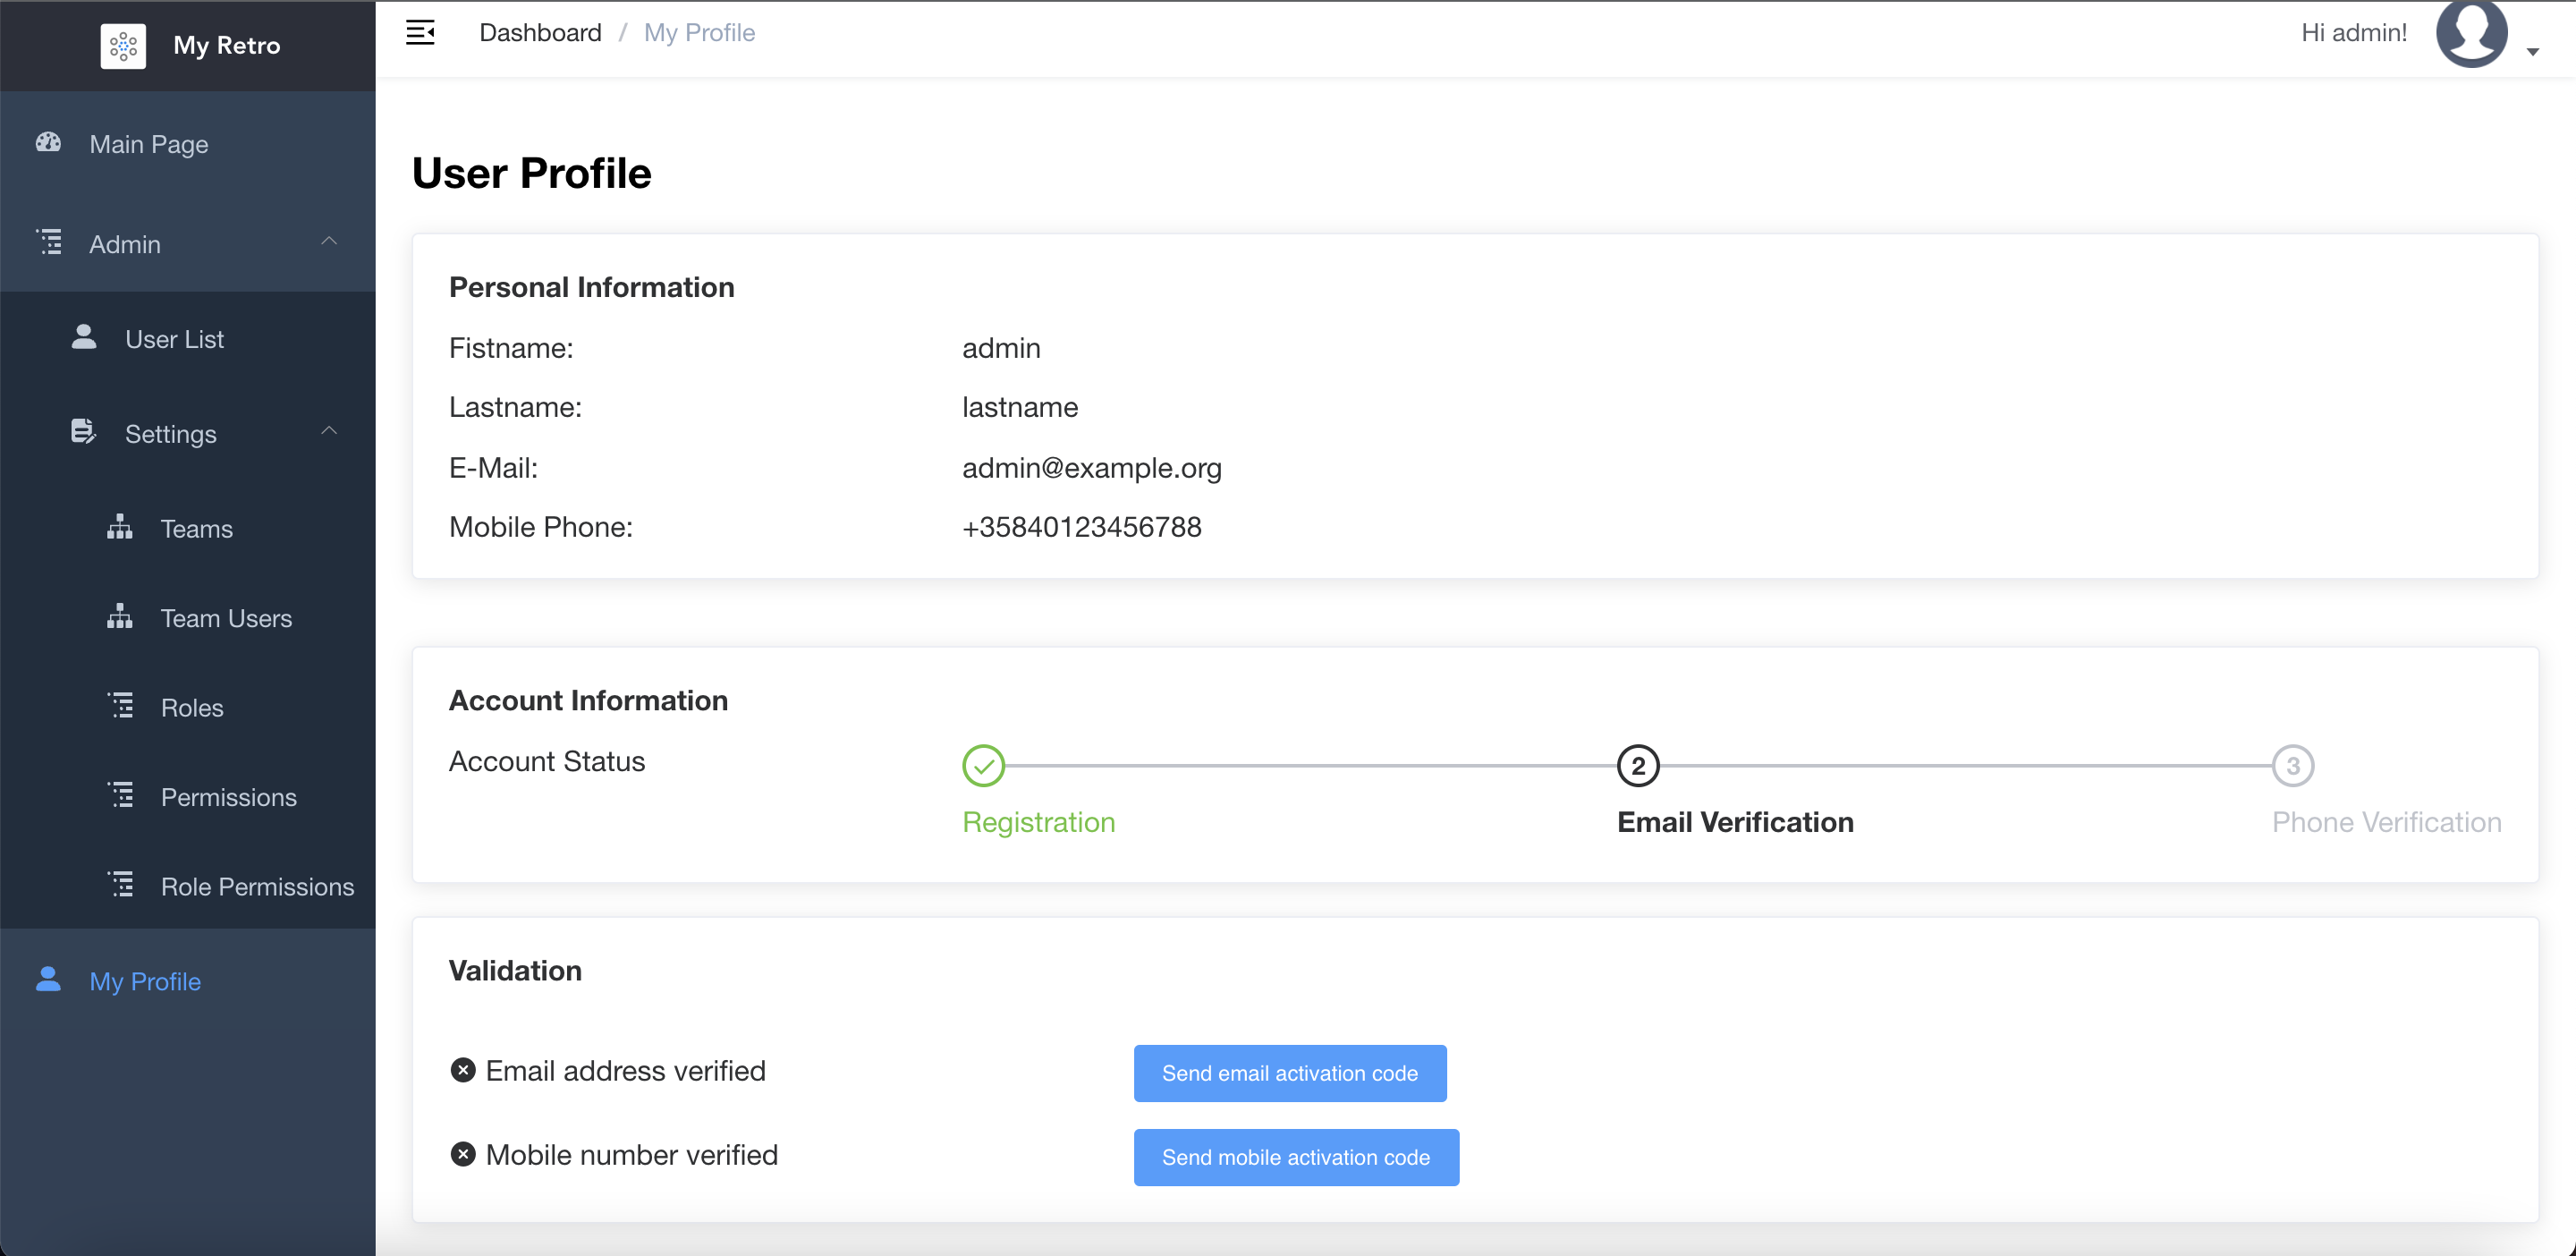 My Retro
Dashboard / My Profile
Hi admin!
Main Page
Admin
User List
Settings
Teams
Team Users
Roles
Permissions
Role Permissions
My Profile
User Profile
Personal Information
Fistname: admin
Lastname: lastname
E-Mail: admin@example.org
Mobile Phone: +35840123456788
Account Information
Account Status
2 3
Registration Email Verification Phone Verification
Validation
Email address verified Send email activation code
Mobile number verified Send mobile activation code